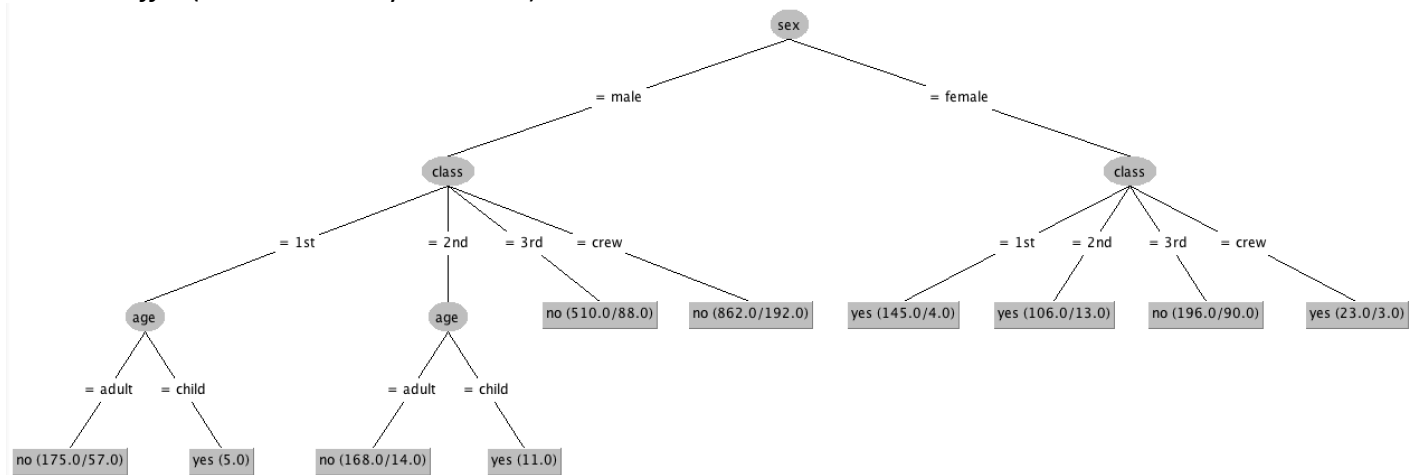 sex
= male
= female
class
class
= 1st
= 2nd
= 3rd
= crew
= 1st
= 2nd
= 3rd
= crew
age
age
no (510.0/88.0)
no (862.0/192.0)
yes (145.0/4.0)
yes (106.0/13.0)
no (196.0/90.0)
yes (23.0/3.0)
= adult
= child
= adult
= child
no (175.0/57.0)
yes (5.0)
no (168.0/14.0)
yes (11.0)